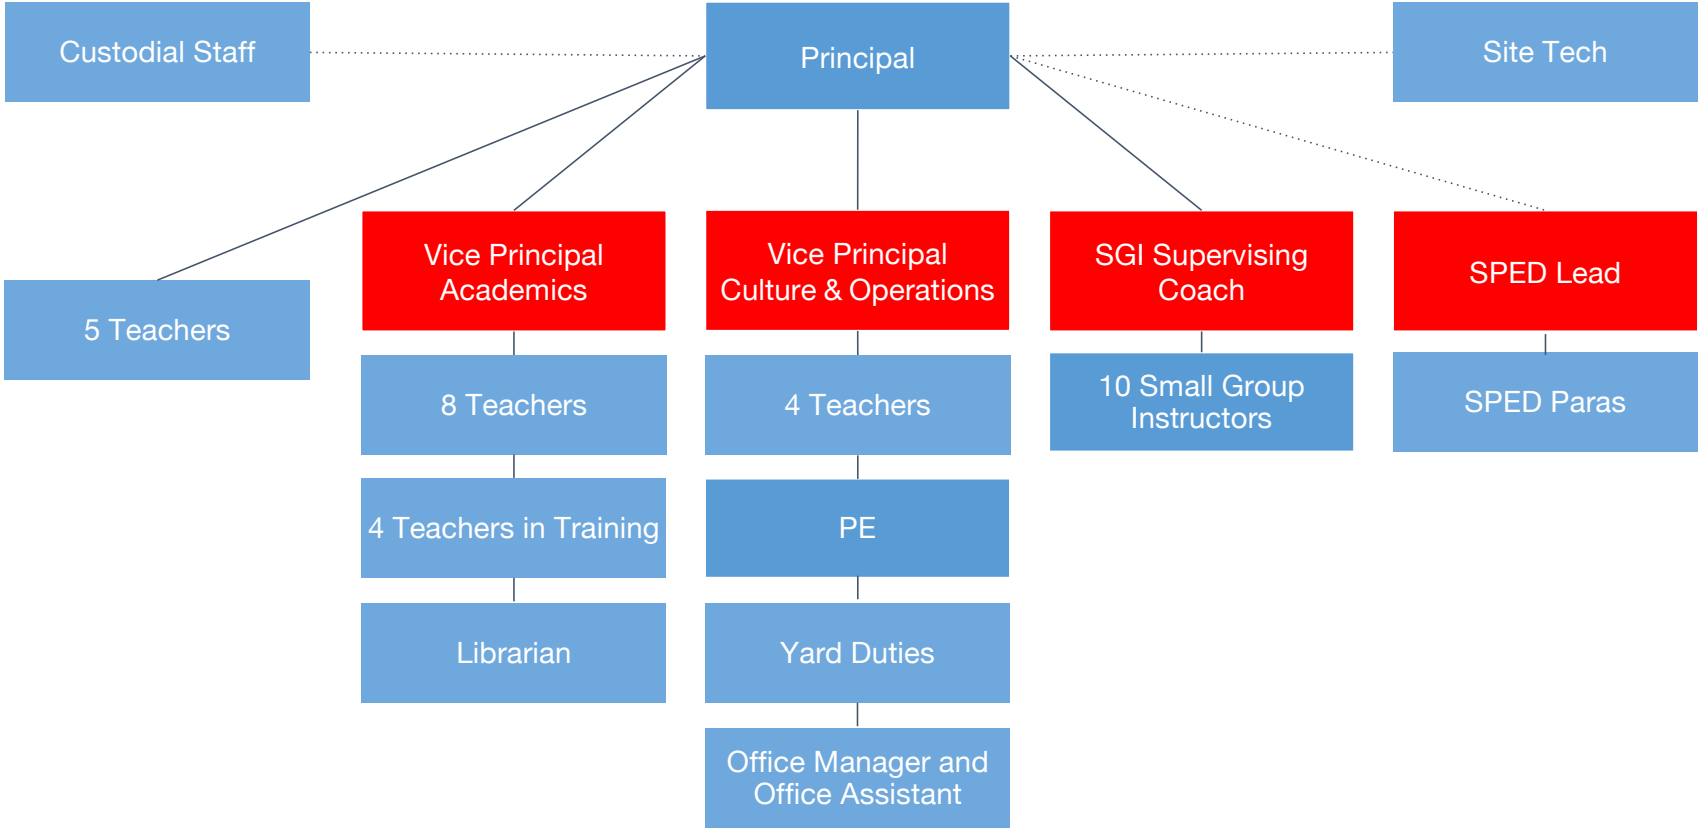 Custodial Staff
Principal
Site Tech
5 Teachers
Vice Principal
Academics
8 Teachers
4 Teachers in Training
Librarian
Vice Principal
Culture & Operations
4 Teachers
PE
Yard Duties
Office Manager and
Office Assistant
SGI Supervising
Coach
10 Small Group
Instructors
SPED Lead
SPED Paras